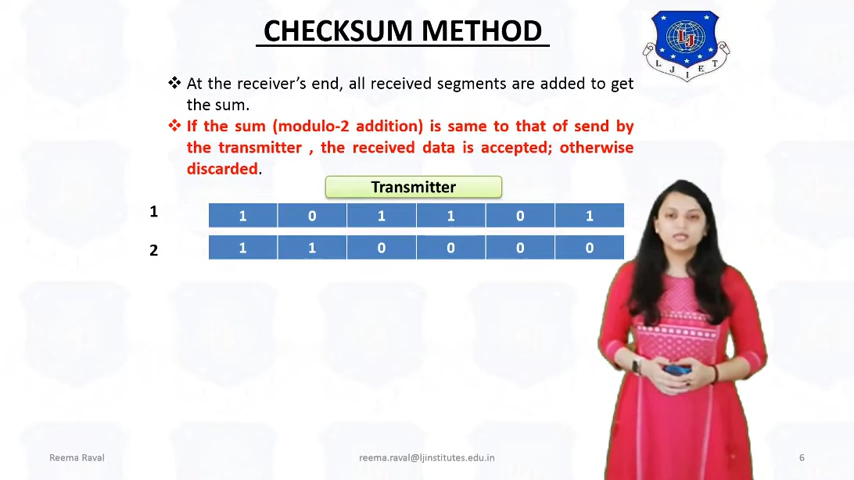 CHECKSUM METHOD
LJIET
❖ At the receiver's end, all received segments are added to get
the sum.
❖ If the sum (modulo-2 addition) is same to that of send by
the transmitter , the received data is accepted; otherwise
discarded.
Transmitter
1 1 0 1 1 0 1
2 1 1 0 0 0 0
Reema Raval reema.raval@ljinstitutes.edu.in 6